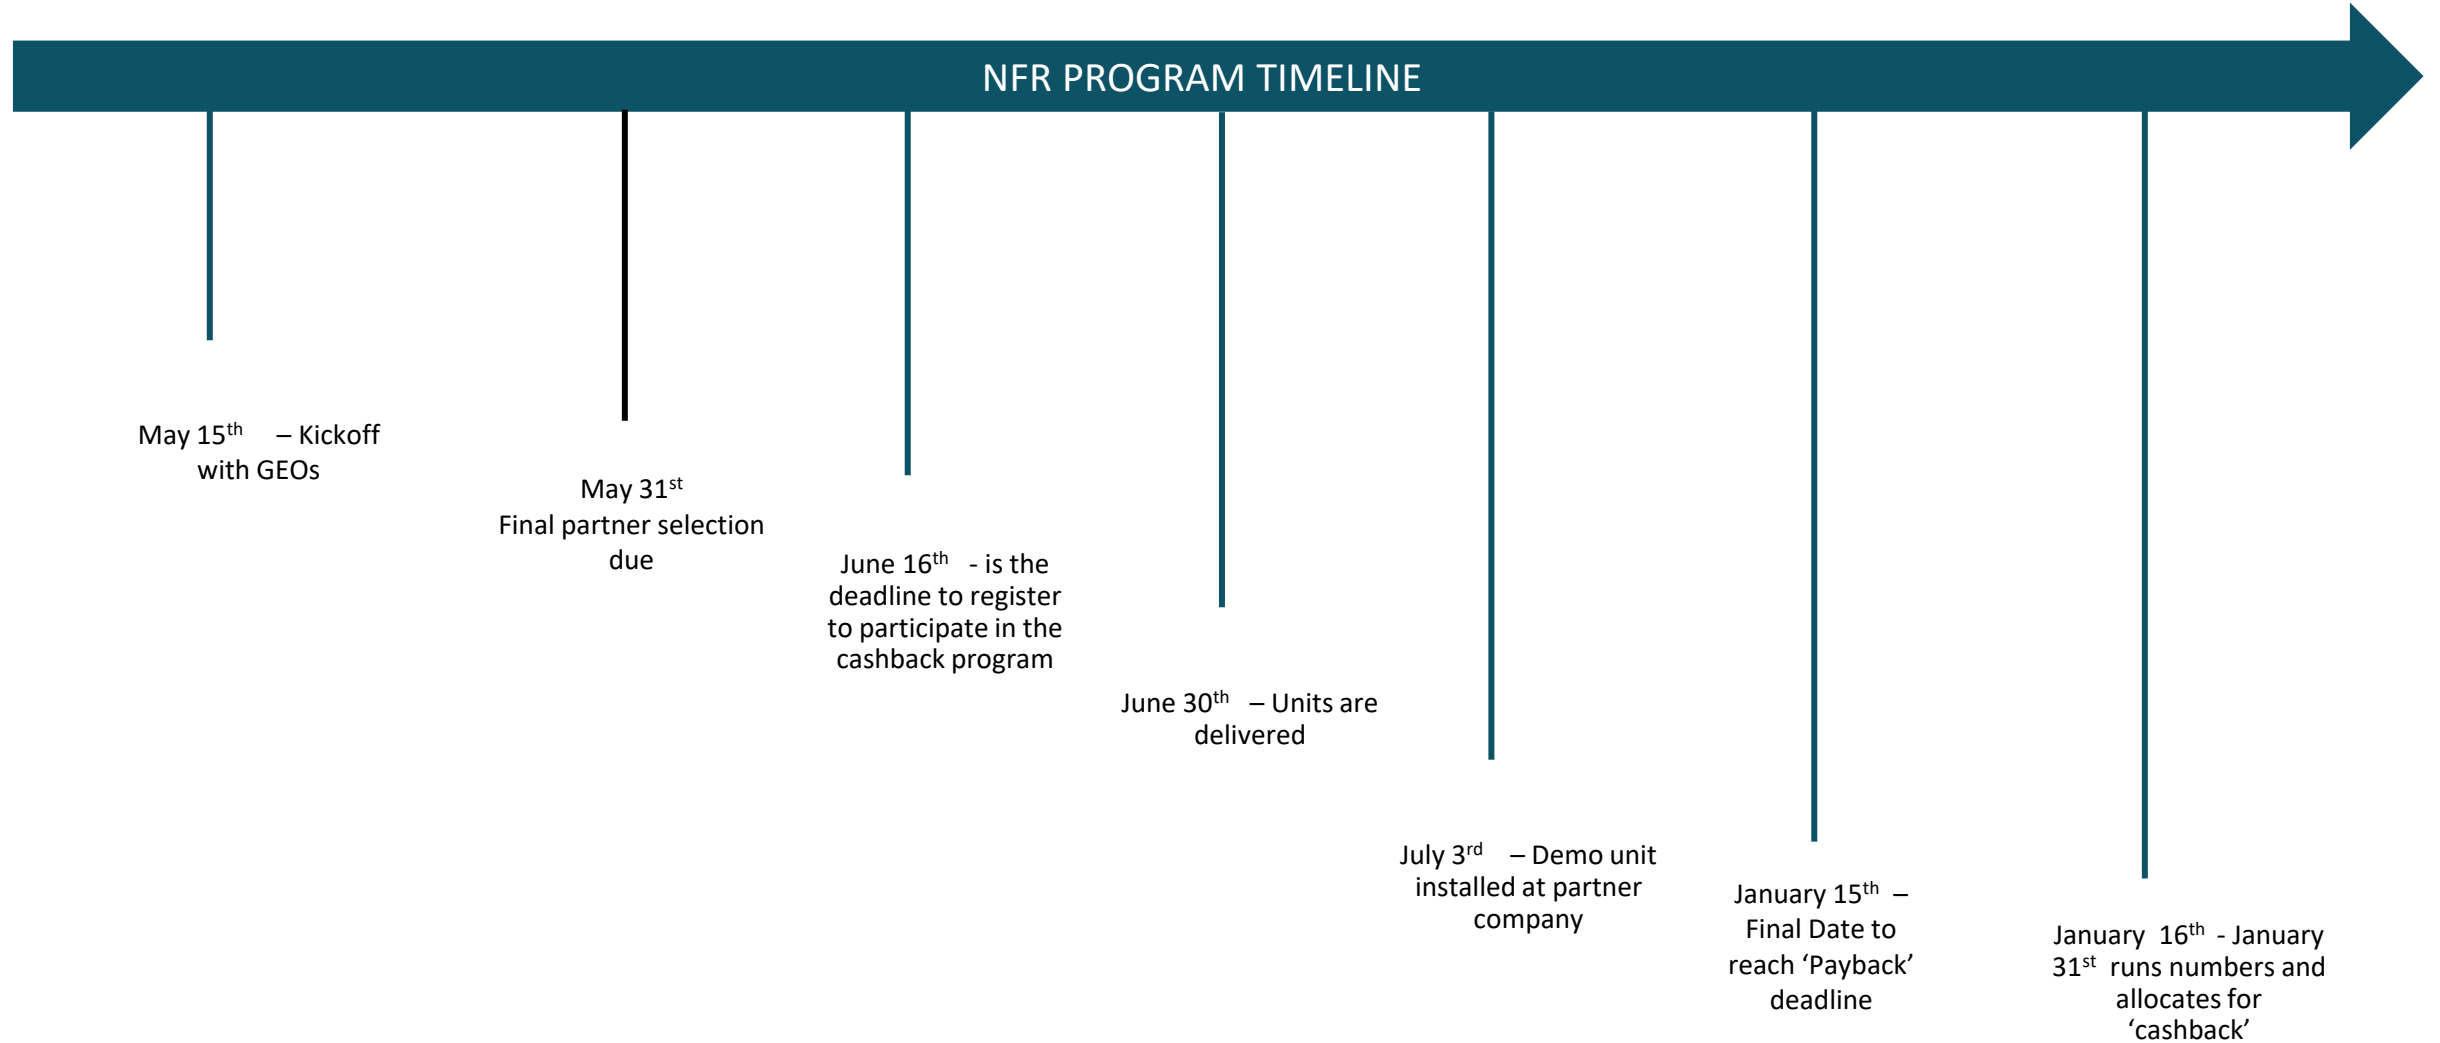 NFR PROGRAM TIMELINE
May 15th – Kickoff
with GEOs
May 31st
Final partner selection
due
June 16th - is the
deadline to register
to participate in the
cashback program
June 30th – Units are
delivered
July 3rd – Demo unit
installed at partner
company
January 15th –
Final Date to
reach ‘Payback’
deadline
January 16th - January
31st runs numbers and
allocates for
‘cashback’